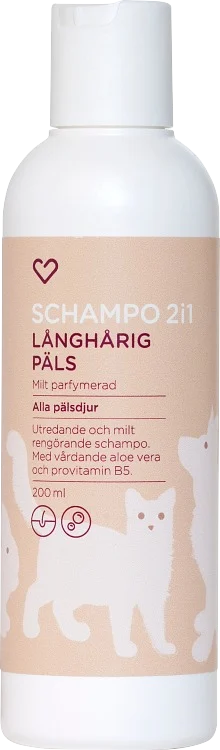 SCHAMPO 2i1
LÅNGHÅRIG
PÄLS
Milt parfymerad
Alla pälsdjur
Utredande och milt
rengörande schampo.
Med vårdande aloe vera
och provitamin B5.
200 ml